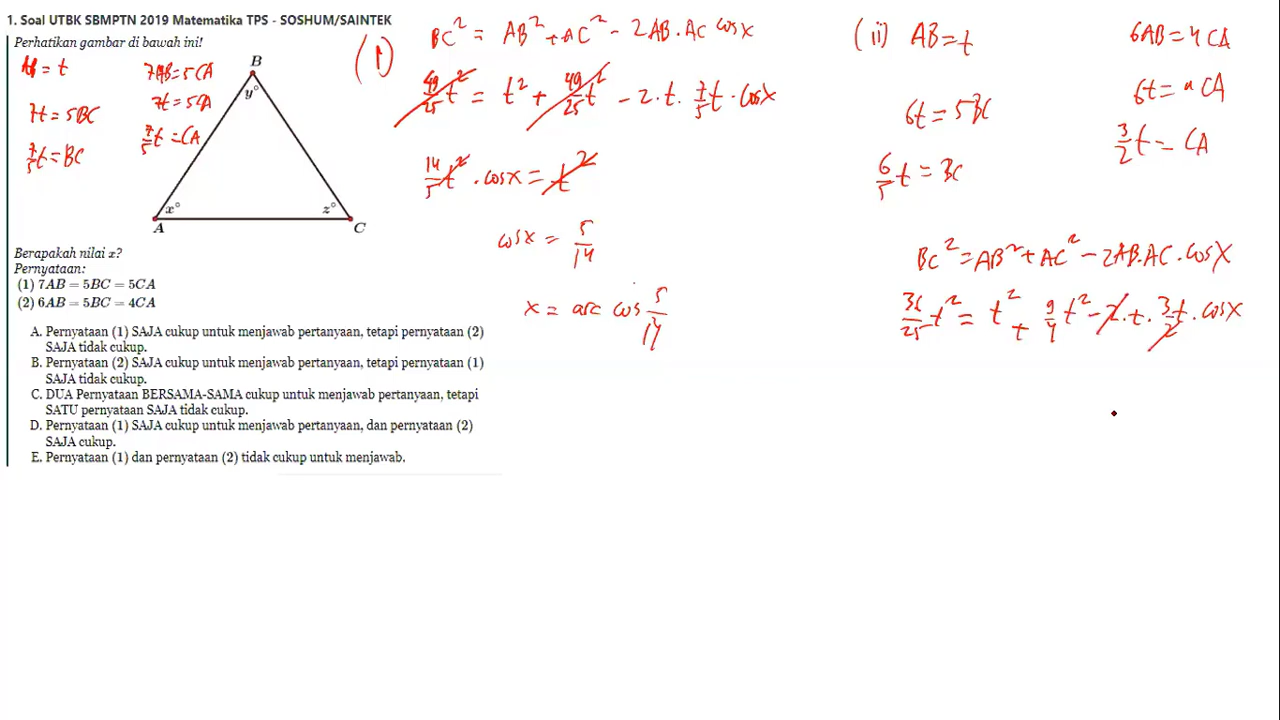 1. Soal UTBK SBMPTN 2019 Matematika TPS - SOSHUM/SAINTEK
Perhatikan gambar di bawah ini!
AB = t
7t = 5BC
7/5 t = BC
7AB = 5CA
7t = 5CA
7/5 t = CA
B
y°
x°
z°
A
C
Berapakah nilai x?
Pernyataan:
(1) 7AB = 5BC = 5CA
(2) 6AB = 5BC = 4CA
A. Pernyataan (1) SAJA cukup untuk menjawab pertanyaan, tetapi pernyataan (2)
SAJA tidak cukup.
B. Pernyataan (2) SAJA cukup untuk menjawab pertanyaan, tetapi pernyataan (1)
SAJA tidak cukup.
C. DUA Pernyataan BERSAMA-SAMA cukup untuk menjawab pertanyaan, tetapi
SATU pernyataan SAJA tidak cukup.
D. Pernyataan (1) SAJA cukup untuk menjawab pertanyaan, dan pernyataan (2)
SAJA cukup.
E. Pernyataan (1) dan pernyataan (2) tidak cukup untuk menjawab.
(1) BC² = AB² + AC² - 2AB.AC cosx
49/25 t² = t² + 49/25 t² - 2.t. 7/5 t. cosx
14/5 t² . cosx = t²
cosx = 5/14
x = arc cos 5/14
(ii) AB = t
6t = 5BC
6/5 t = BC
6AB = 4CA
6t = 4CA
3/2 t = CA
BC² = AB² + AC² - 2AB.AC.cosx
36/25 t² = t² + 9/4 t² - 2.t. 3/2 t. cosx